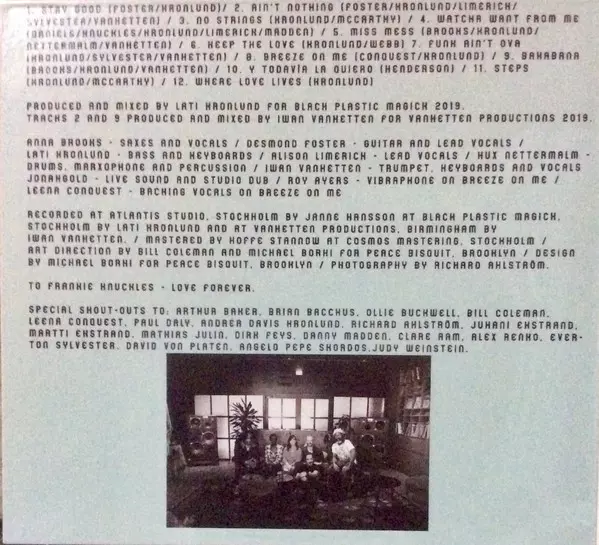 1. STAY GOOD (FOSTER/KRONLUND)/ 2. AIN'T NOTHING (FOSTER/KRONLUND/LIMERICH/
SYLVESTER/VANHETTEN) / 3. NO STRINGS (KRONLUND/MCCARTHY) / 4. WATCHA WANT FROM ME
(DANIELS/KNUCKLES/KRONLUND/LIMERICH/MADDEN) / 5. MISS MESS (BROOKS/KRONLUND/
NETTERMALM/VANHETTEN) / 6. KEEP THE LOVE (KRONLUND/WEBB) 7. FUNK AIN'T OVA
(KRONLUND/SYLVESTER/VANHETTEN) / 8. BREEZE ON ME (CONQUEST/KRONLUND) / 9. BAHABANA
(BROOKS/KRONLUND/VANHETTEN) / 10. Y TODAVÍA LA QUIERO (HENDERSON) / 11. STEPS
(KRONLUND/MCCARTHY) / 12. WHERE LOVE LIVES (KRONLUND)
PRODUCED AND MIXED BY LATI KRONLUND FOR BLACK PLASTIC MAGICK 2019.
TRACKS 2 AND 9 PRODUCED AND MIXED BY IWAN VANHETTEN FOR VANHETTEN PRODUCTIONS 2019.
ANNA BROOKS - SAXES AND VOCALS / DESMOND FOSTER - GUITAR AND LEAD VOCALS /
LATI KRONLUND - BASS AND KEYBOARDS / ALISON LIMERICK - LEAD VOCALS / HUX NETTERMALM -
DRUMS, MARXOPHONE AND PERCUSSION / IWAN VANHETTEN - TRUMPET, KEYBOARDS AND VOCALS
JONAHGOLD - LIVE SOUND AND STUDIO DUB / ROY AYERS - VIBRAPHONE ON BREEZE ON ME /
LEENA CONQUEST - BACKING VOCALS ON BREEZE ON ME
RECORDED AT ATLANTIS STUDIO, STOCKHOLM BY JANNE HANSSON AT BLACK PLASTIC MAGICK,
STOCKHOLM BY LATI KRONLUND AND AT VANHETTEN PRODUCTIONS, BIRMINGHAM BY
IWAN VANHETTEN. / MASTERED BY HOFFE STANNOW AT COSMOS MASTERING, STOCKHOLM /
ART DIRECTION BY BILL COLEMAN AND MICHAEL BORHI FOR PEACE BISQUIT, BROOKLYN / DESIGN
BY MICHAEL BORHI FOR PEACE BISQUIT, BROOKLYN / PHOTOGRAPHY BY RICHARD AHLSTRÖM.
TO FRANKIE KNUCKLES - LOVE FOREVER.
SPECIAL SHOUT-OUTS TO: ARTHUR BAKER, BRIAN BACCHUS, OLLIE BUCKWELL, BILL COLEMAN,
LEENA CONQUEST, PAUL DALY, ANDREA DAVIS KRONLUND, RICHARD AHLSTRÖM, JUHANI EKSTRAND,
MARTTI EKSTRAND, MATHIAS JULIN, DIRK FEYS, DANNY MADDEN, CLARE RAM, ALEX RENKO, EVER-
TON SYLVESTER, DAVID VON PLATEN, ANGELO PEPE SKORDOS,JUDY WEINSTEIN.